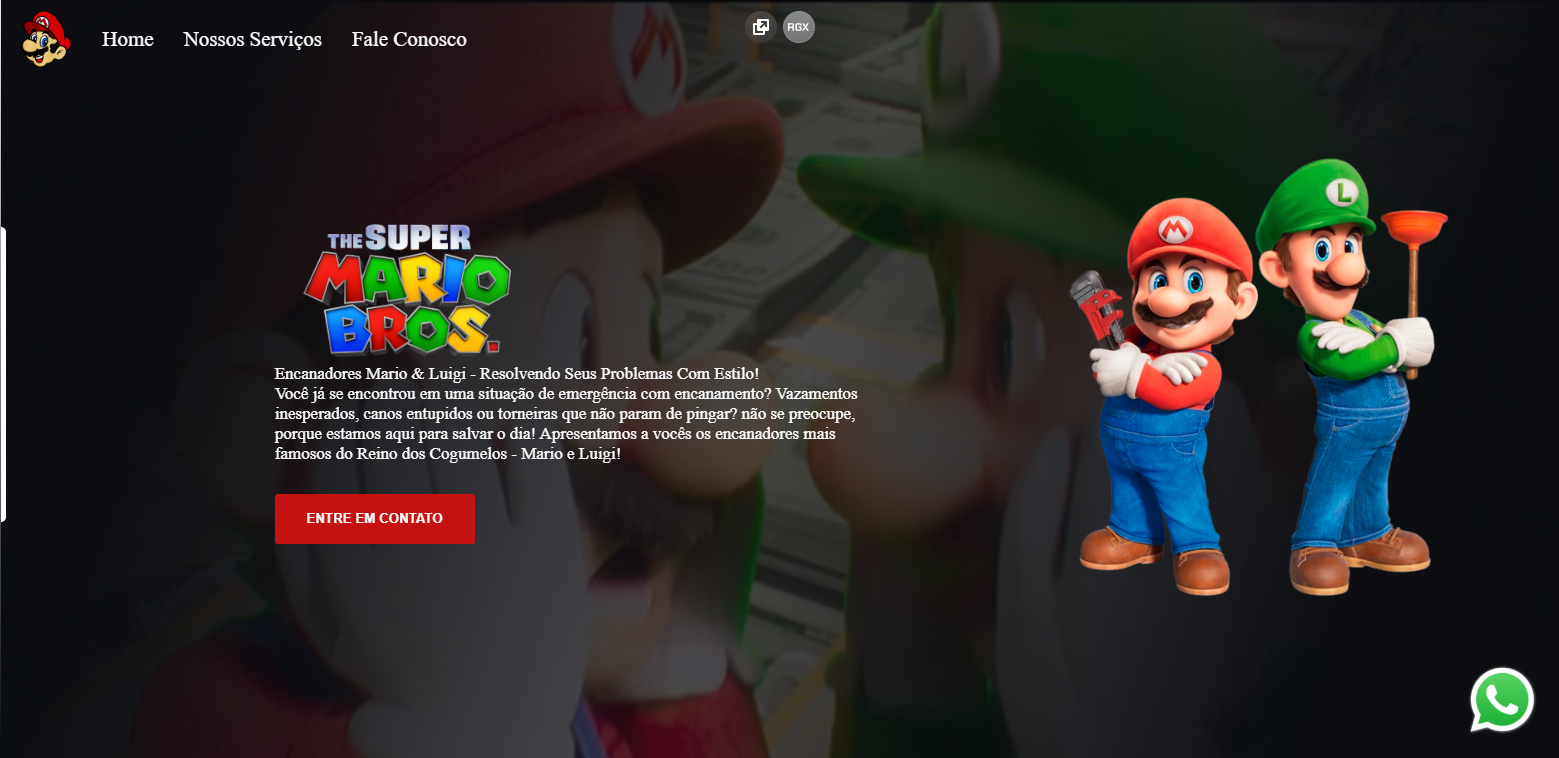 Home Nossos Serviços Fale Conosco
RGX
M
M
L
THE SUPER
MARIO
BROS.
Encanadores Mario & Luigi - Resolvendo Seus Problemas Com Estilo!
Você já se encontrou em uma situação de emergência com encanamento? Vazamentos
inesperados, canos entupidos ou torneiras que não param de pingar? não se preocupe,
porque estamos aqui para salvar o dia! Apresentamos a vocês os encanadores mais
famosos do Reino dos Cogumelos - Mario e Luigi!
ENTRE EM CONTATO